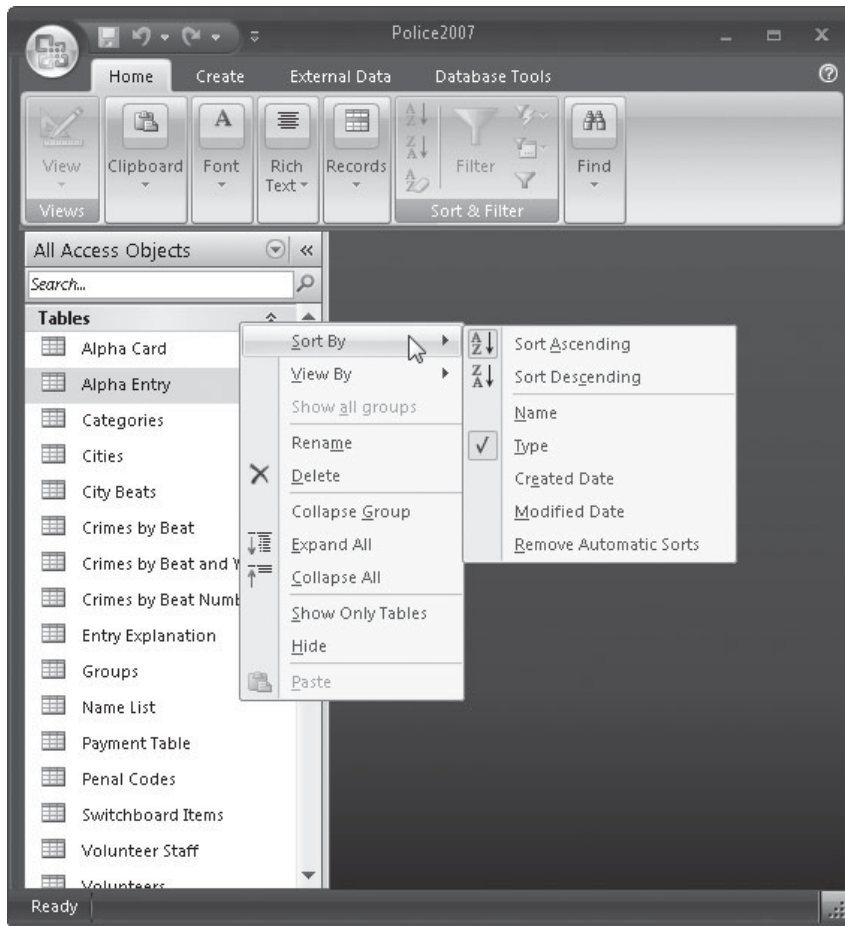 Police2007
Home Create External Data Database Tools
View Clipboard Font Rich Text Records Filter Find
Views Sort & Filter
All Access Objects
Search...
Tables
Alpha Card
Alpha Entry
Categories
Cities
City Beats
Crimes by Beat
Crimes by Beat and
Crimes by Beat
Entry Explanation
Groups
Name List
Payment Table
Penal Codes
Switchboard Items
Volunteer Staff
Volunteers
Sort By
View By
Show all groups
Rename
Delete
Collapse Group
Expand All
Collapse All
Show Only Tables
Hide
Paste
Sort Ascending
Sort Descending
Name
Type
Created Date
Modified Date
Remove Automatic Sorts
Ready